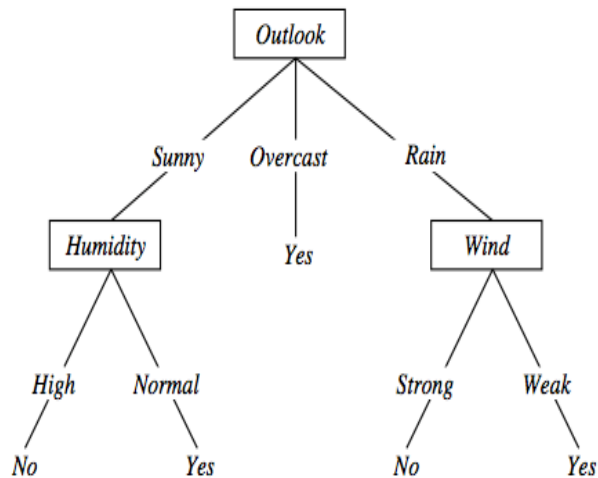 Outlook
Sunny Overcast Rain
Humidity Yes Wind
High Normal Strong Weak
No Yes No Yes